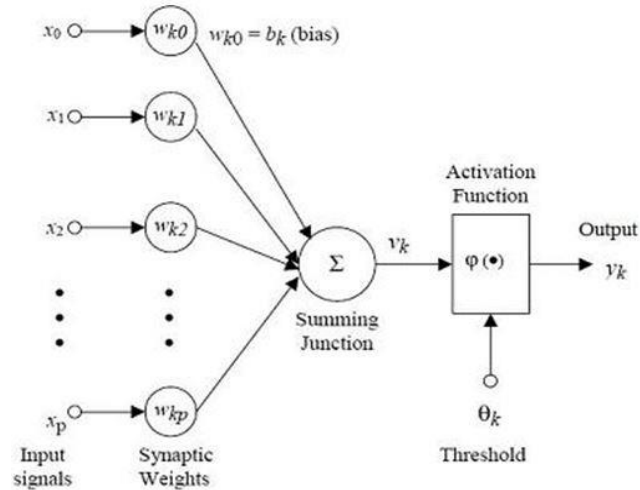 x0
wk0
wk0 = bk (bias)
x1
wk1
x2
wk2
xp
wkp
Input
signals
Synaptic
Weights
Σ
Summing
Junction
vk
Activation
Function
φ(•)
Output
yk
θk
Threshold